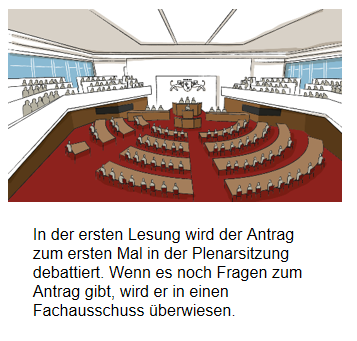 In der ersten Lesung wird der Antrag
zum ersten Mal in der Plenarsitzung
debattiert. Wenn es noch Fragen zum
Antrag gibt, wird er in einen
Fachausschuss überwiesen.